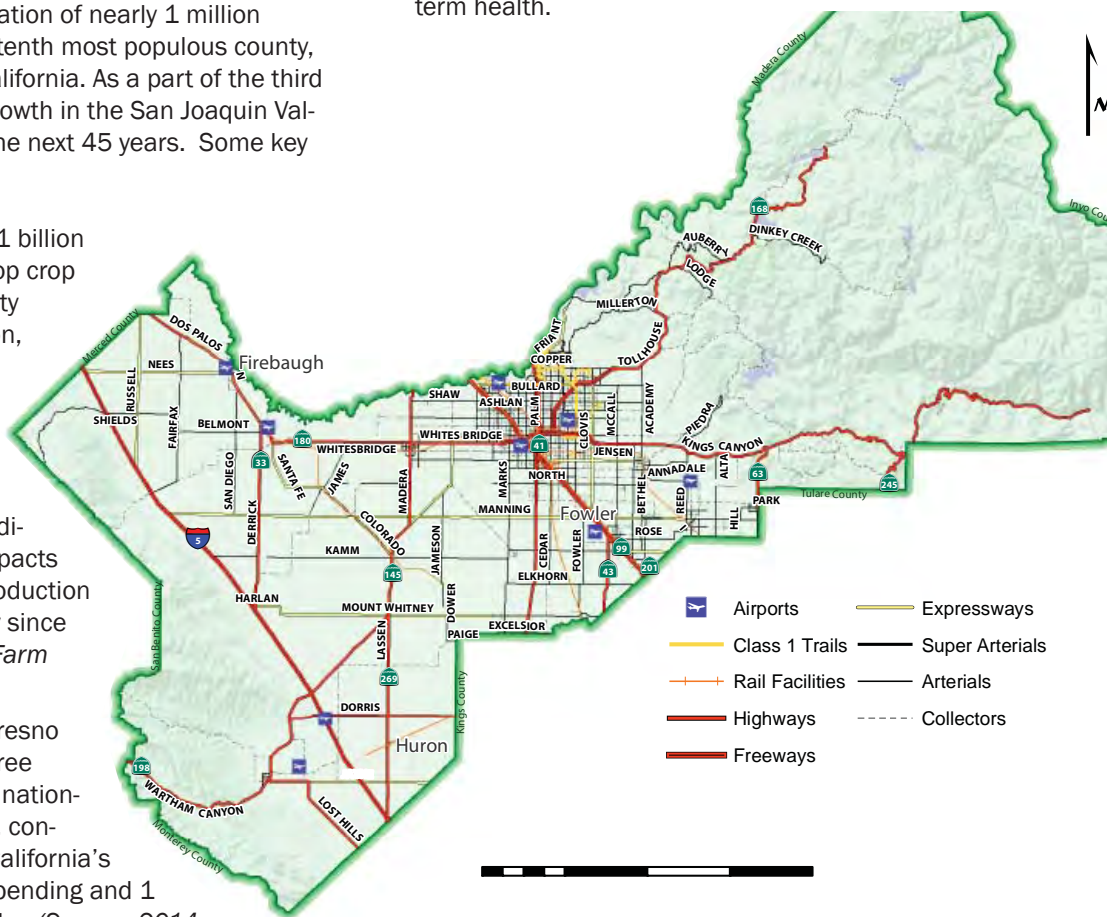 ation of nearly 1 million
tenth most populous county,
alifornia. As a part of the third
owth in the San Joaquin Val-
he next 45 years. Some key
1 billion
op crop
ty
on,
di-
pacts
oduction
r since
Farm
resno
ree
nation-
con-
alifornia's
pending and 1
term health.
Madera County
Inyo Cou
N
168
DINKEY CREEK
AUBERRY
LODGE
MILLERTON
FRIANT
TOLLHOUSE
COPPER
Merced County
DOS PALOS
Firebaugh
N
NEES
RUSSELL
SHIELDS
FAIRFAX
BELMONT
SHAW
BULLARD
ASHLAN
PALM
CLOVIS
MCCALL
ACADEMY
PIEDRA
KINGS CANYON
180
WHITES BRIDGE
WHITESBRIDGE
41
JENSEN
33
SAN DIEGO
SANTA FE
JAMES
MADERA
MARKS
NORTH
ANNADALE
ALTA
BETHEL
REED
63
245
PARK
Tulare County
HILL
DERRICK
COLORADO
MANNING
Fowler
ROSE
5
KAMM
JAMESON
CEDAR
FOWLER
99
145
ELKHORN
43
201
HARLAN
MOUNT WHITNEY
DOWER
EXCELSIOR
PAIGE
San Benito County
LASSEN
269
Kings County
DORRIS
Huron
198
WARTHAM CANYON
LOST HILLS
Monterey County
Airports
Class 1 Trails
Rail Facilities
Highways
Freeways
Expressways
Super Arterials
Arterials
Collectors